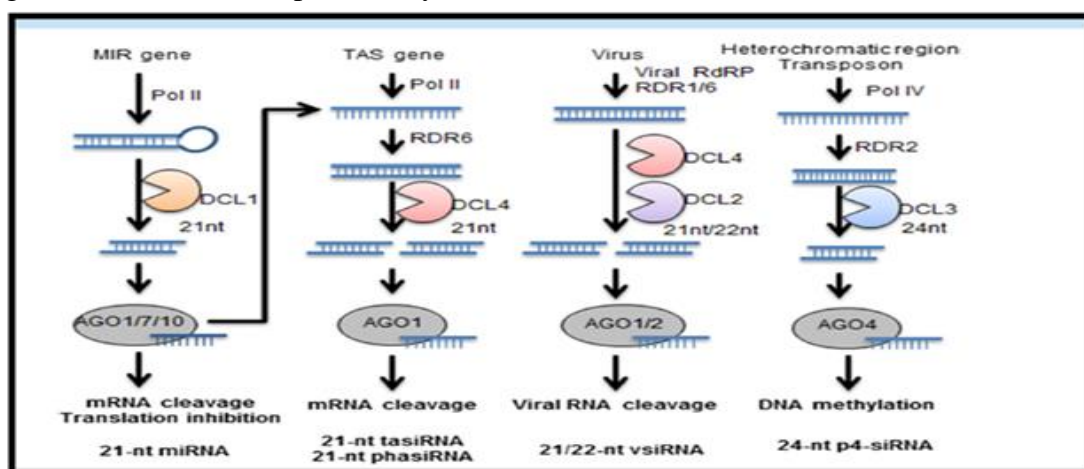 MIR gene
Pol II
DCL1
21nt
AGO1/7/10
mRNA cleavage
Translation inhibition
21-nt miRNA
TAS gene
Pol II
RDR6
DCL4
21nt
AGO1
mRNA cleavage
21-nt tasiRNA
21-nt phasiRNA
Virus
Viral RdRP
RDR1/6
DCL4
DCL2
21nt/22nt
AGO1/2
Viral RNA cleavage
21/22-nt vsiRNA
Heterochromatic region
Transposon
Pol IV
RDR2
DCL3
24nt
AGO4
DNA methylation
24-nt p4-siRNA